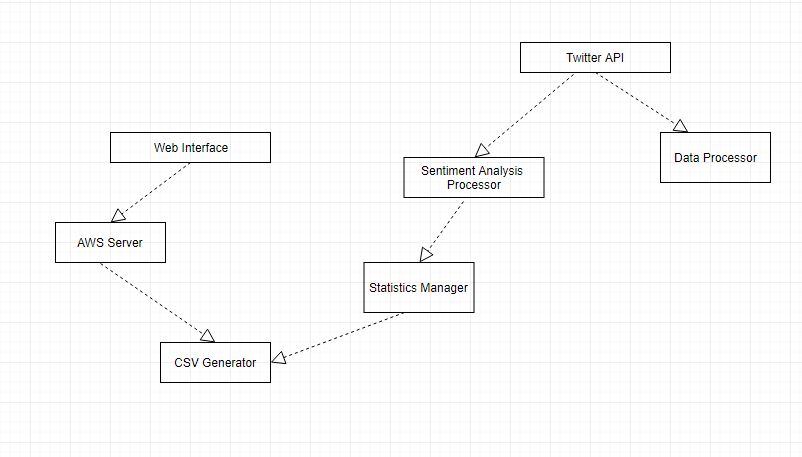 Twitter API
Web Interface
Data Processor
Sentiment Analysis
Processor
AWS Server
Statistics Manager
CSV Generator